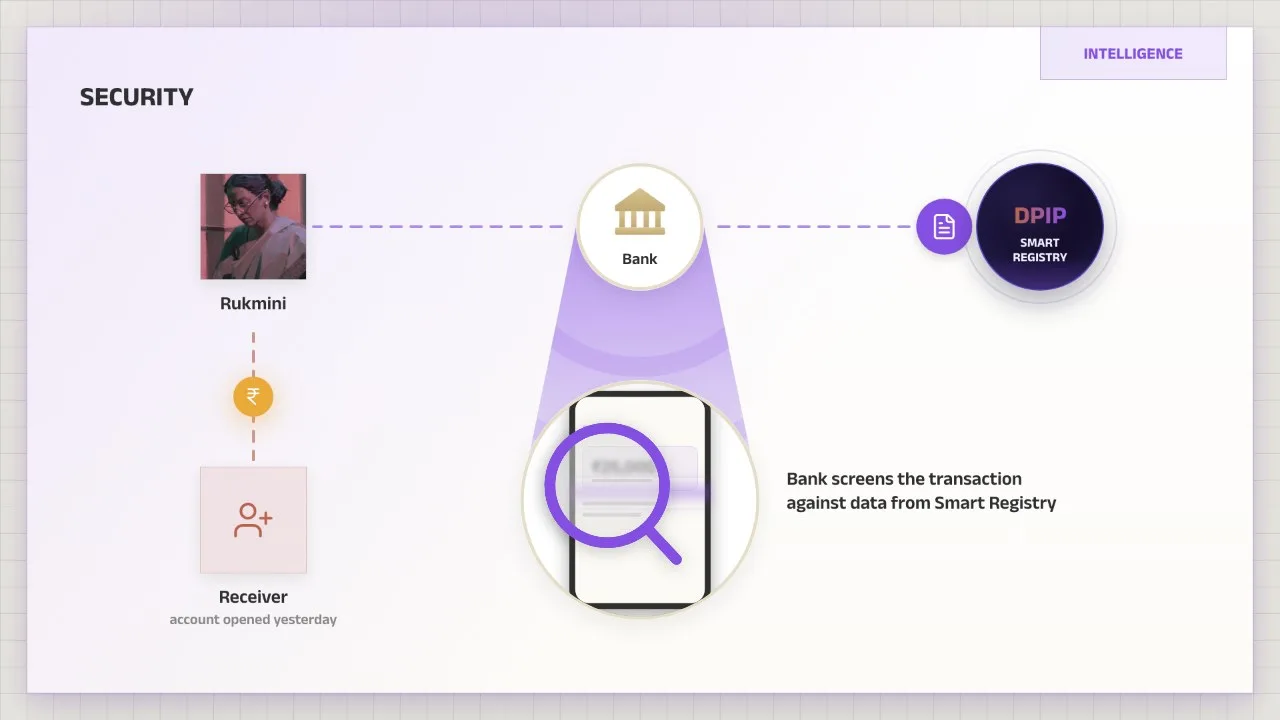 INTELLIGENCE
SECURITY
Rukmini
₹
Receiver
account opened yesterday
Bank
DPIP
SMART
REGISTRY
Bank screens the transaction
against data from Smart Registry